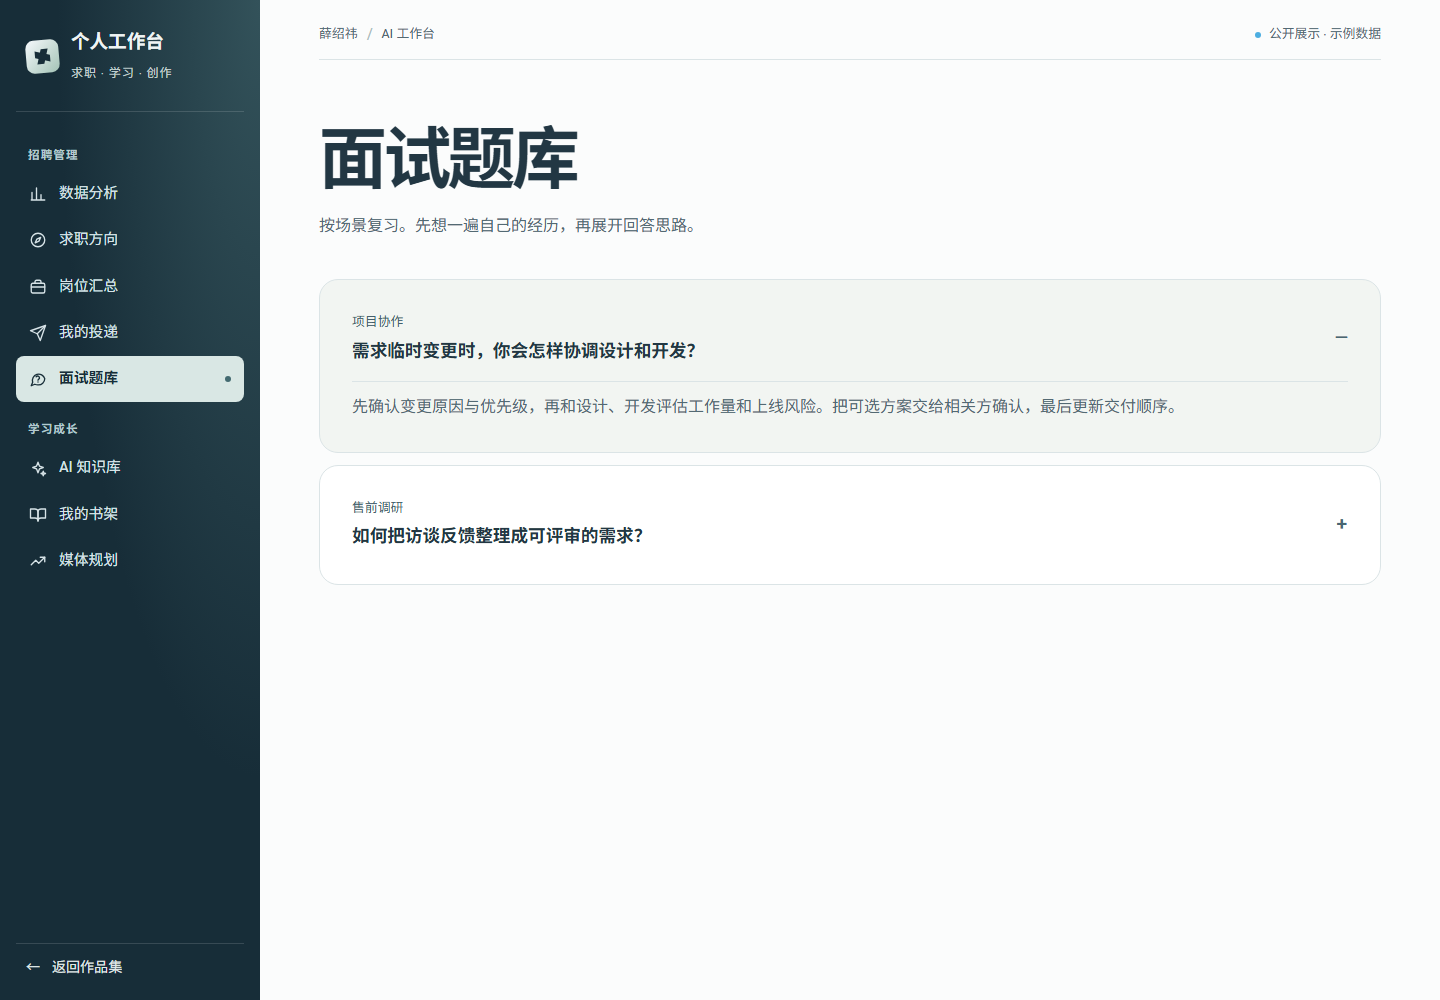 个人工作台
求职 · 学习 · 创作
招聘管理
数据分析
求职方向
岗位汇总
我的投递
面试题库
学习成长
AI 知识库
我的书架
媒体规划
← 返回作品集
薛绍祎 / AI 工作台
公开展示 · 示例数据
面试题库
按场景复习。先想一遍自己的经历，再展开回答思路。
项目协作
需求临时变更时，你会怎样协调设计和开发？
先确认变更原因与优先级，再和设计、开发评估工作量和上线风险。把可选方案交给相关方确认，最后更新交付顺序。
售前调研
如何把访谈反馈整理成可评审的需求？